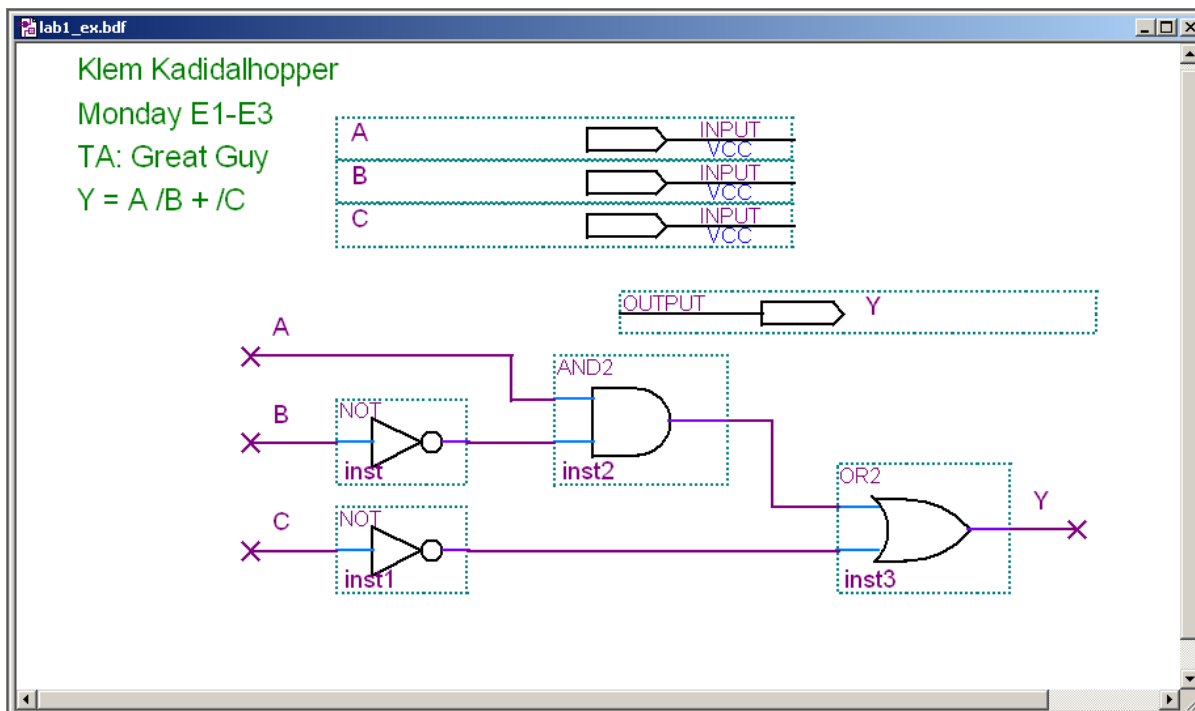 lab1_ex.bdf
Klem Kadidalhopper
Monday E1-E3
TA: Great Guy
Y = A /B + /C
A INPUT
VCC
B INPUT
VCC
C INPUT
VCC
OUTPUT Y
A
AND2
B
NOT
inst
inst2
C
NOT
inst1
OR2
Y
inst3